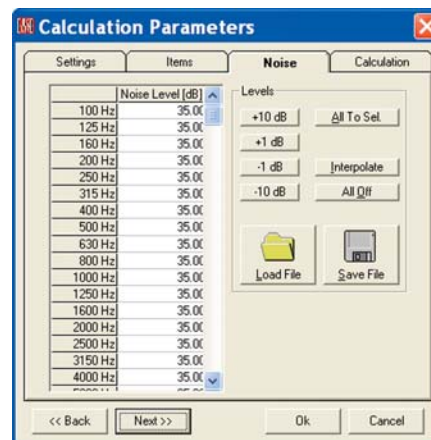 Calculation Parameters
Settings Items Noise Calculation
Noise Level [dB]
100 Hz 35.00
125 Hz 35.00
160 Hz 35.00
200 Hz 35.00
250 Hz 35.00
315 Hz 35.00
400 Hz 35.00
500 Hz 35.00
630 Hz 35.00
800 Hz 35.00
1000 Hz 35.00
1250 Hz 35.00
1600 Hz 35.00
2000 Hz 35.00
2500 Hz 35.00
3150 Hz 35.00
4000 Hz 35.00
Levels
+10 dB All To Sel.
+1 dB
-1 dB Interpolate
-10 dB All Off
Load File Save File
<< Back Next >> Ok Cancel